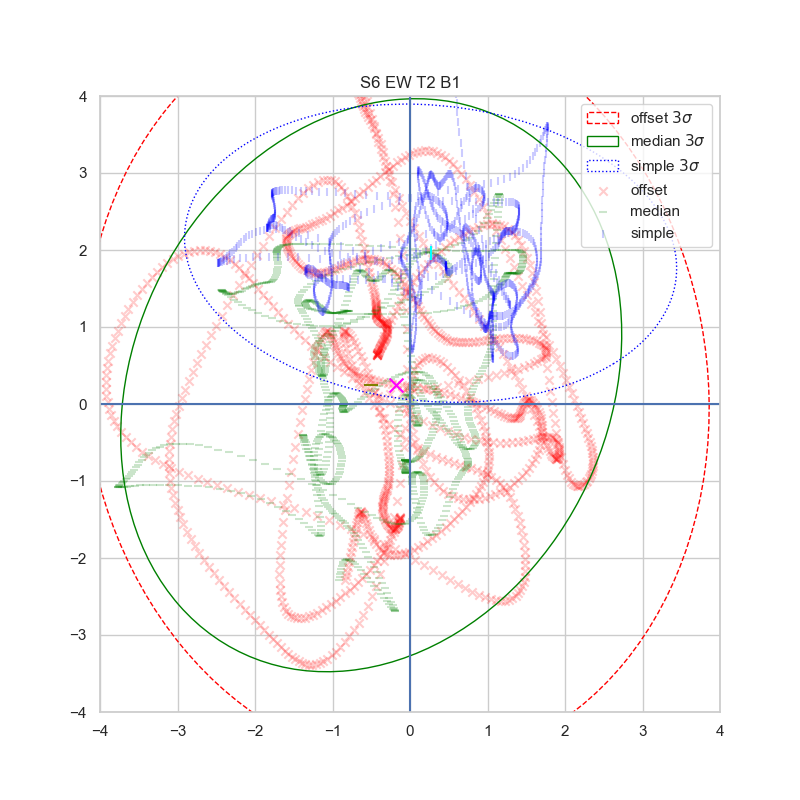 S6 EW T2 B1
4
3
2
1
0
−1
−2
−3
−4
−4
−3
−2
−1
0
1
2
3
4
offset 3σ
median 3σ
simple 3σ
offset
median
simple